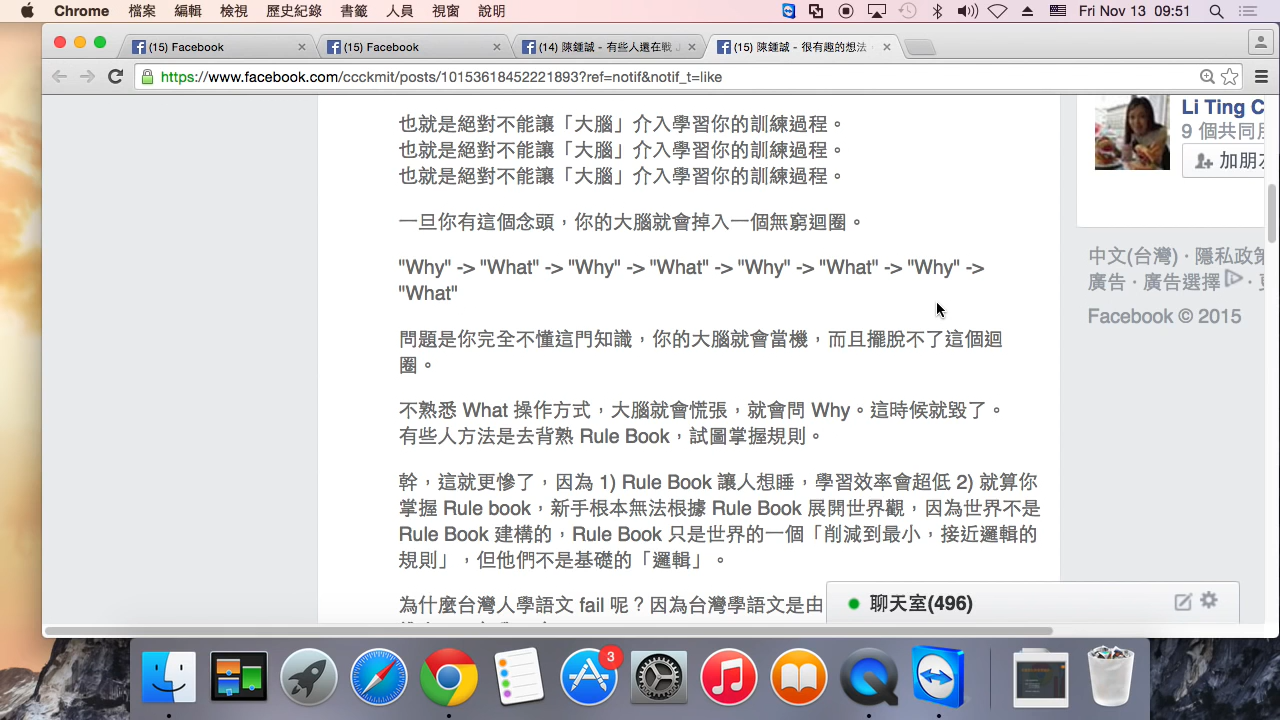 Chrome 檔案 編輯 檢視 歷史紀錄 書籤 人員 視窗 說明 Fri Nov 13 09:51
(15) Facebook
(15) Facebook
(14) 陳鍾誠 - 有些人還在戰 J
(15) 陳鍾誠 - 很有趣的想法
https://www.facebook.com/ccckmit/posts/10153618452221893?ref=notif&notif_t=like
也就是絕對不能讓「大腦」介入學習你的訓練過程。
也就是絕對不能讓「大腦」介入學習你的訓練過程。
也就是絕對不能讓「大腦」介入學習你的訓練過程。
一旦你有這個念頭，你的大腦就會掉入一個無窮迴圈。
"Why" -> "What" -> "Why" -> "What" -> "Why" -> "What" -> "Why" ->
"What"
問題是你完全不懂這門知識，你的大腦就會當機，而且擺脫不了這個迴
圈。
不熟悉 What 操作方式，大腦就會慌張，就會問 Why。這時候就毀了。
有些人方法是去背熟 Rule Book，試圖掌握規則。
幹，這就更慘了，因為 1) Rule Book 讓人想睡，學習效率會超低 2) 就算你
掌握 Rule book，新手根本無法根據 Rule Book 展開世界觀，因為世界不是
Rule Book 建構的，Rule Book 只是世界的一個「削減到最小，接近邏輯的
規則」，但他們不是基礎的「邏輯」。
為什麼台灣人學語文 fail 呢？因為台灣學語文是由
Li Ting C
9 個共同朋
加朋友
中文(台灣) · 隱私政策
廣告 · 廣告選擇 ·
Facebook © 2015
聊天室(496)
3